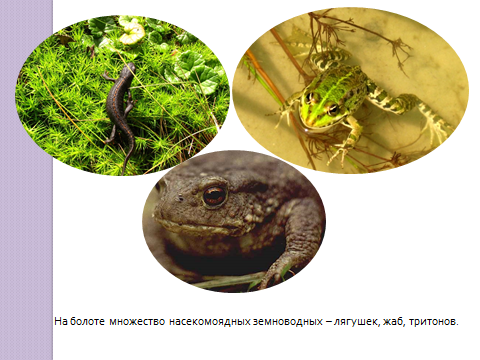 На болоте множество насекомоядных земноводных – лягушек, жаб, тритонов.